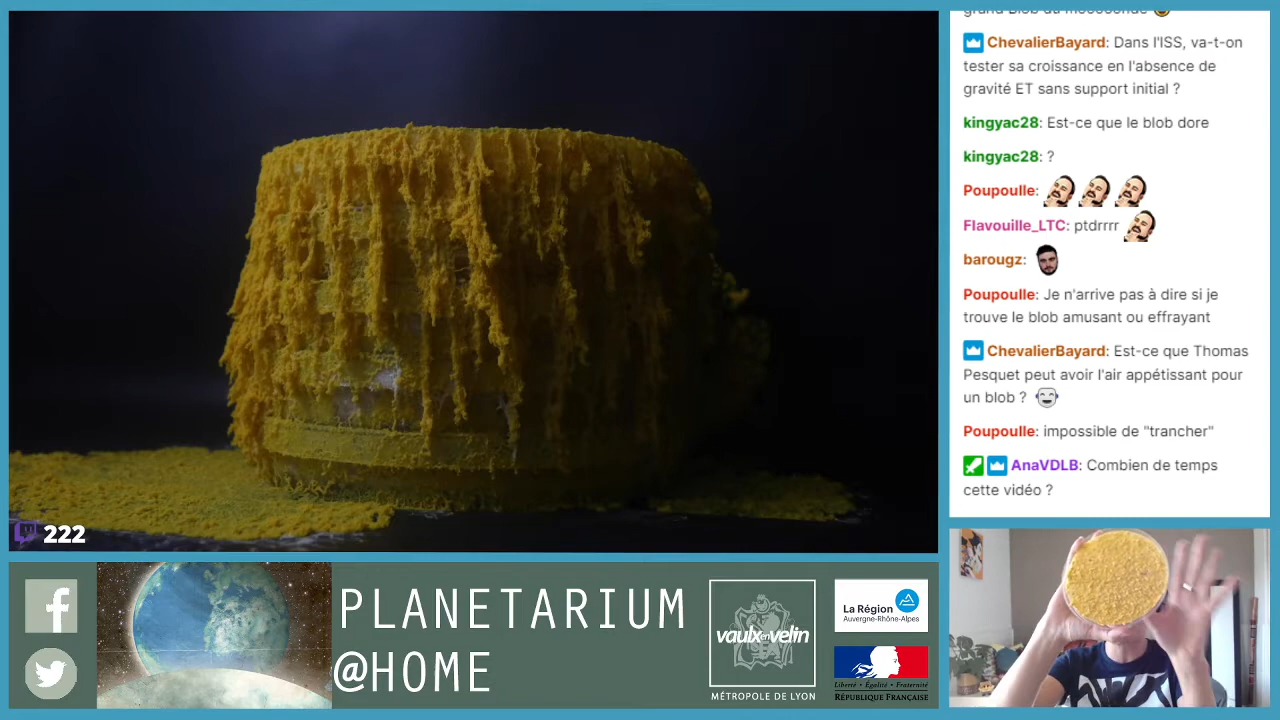 ChevalierBayard: Dans l'ISS, va-t-on
tester sa croissance en l'absence de
gravité ET sans support initial ?
kingyac28: Est-ce que le blob dore
kingyac28: ?
Poupoulle:
Flavouille_LTC: ptdrrrr
barougz:
Poupoulle: Je n'arrive pas à dire si je
trouve le blob amusant ou effrayant
ChevalierBayard: Est-ce que Thomas
Pesquet peut avoir l'air appétissant pour
un blob ?
Poupoulle: impossible de "trancher"
AnaVDLB: Combien de temps
cette vidéo ?
222
PLANETARIUM
@HOME
vaulx en velin
MÉTROPOLE DE LYON
La Région
Auvergne-Rhône-Alpes
Liberté • Égalité • Fraternité
RÉPUBLIQUE FRANÇAISE